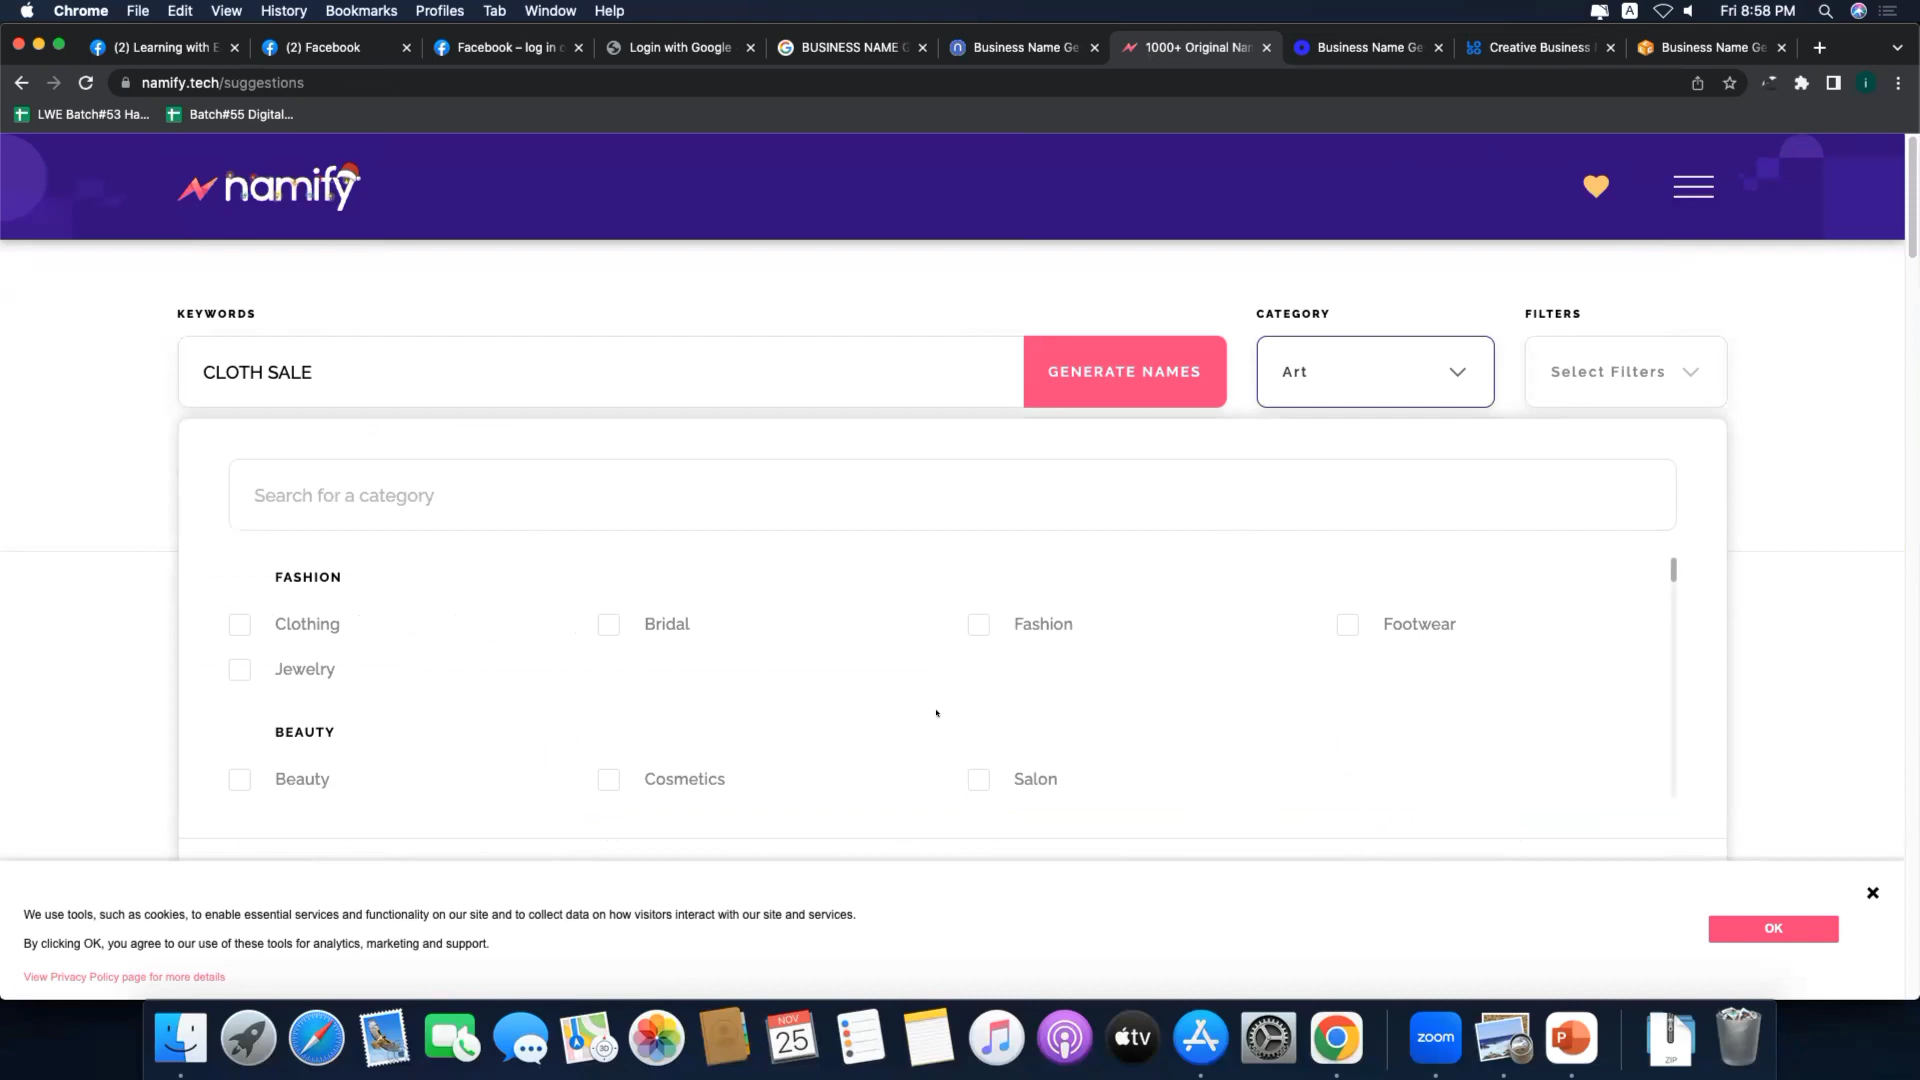 Chrome File Edit View History Bookmarks Profiles Tab Window Help A Fri 8:58 PM
(2) Learning with E (2) Facebook Facebook – log in o Login with Google BUSINESS NAME G Business Name Ge 1000+ Original Nam Business Name Ge Creative Business Business Name Ge
namify.tech/suggestions i
LWE Batch#53 Ha... Batch#55 Digital...
namify
KEYWORDS CATEGORY FILTERS
CLOTH SALE GENERATE NAMES Art Select Filters
Search for a category
FASHION
Clothing Bridal Fashion Footwear
Jewelry
BEAUTY
Beauty Cosmetics Salon
We use tools, such as cookies, to enable essential services and functionality on our site and to collect data on how visitors interact with our site and services.
By clicking OK, you agree to our use of these tools for analytics, marketing and support.
OK
View Privacy Policy page for more details
NOV
25
3D
tv
zoom
P
ZIP